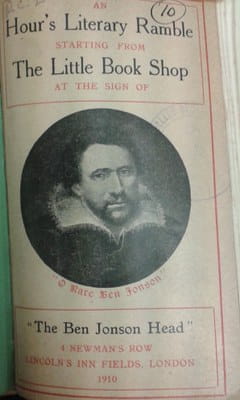 AN
Hour's Literary Ramble
STARTING FROM
The Little Book Shop
AT THE SIGN OF
10
"O Rare Ben Jonson"
"The Ben Jonson Head"
4 NEWMAN'S ROW
LINCOLN'S INN FIELDS, LONDON
1910